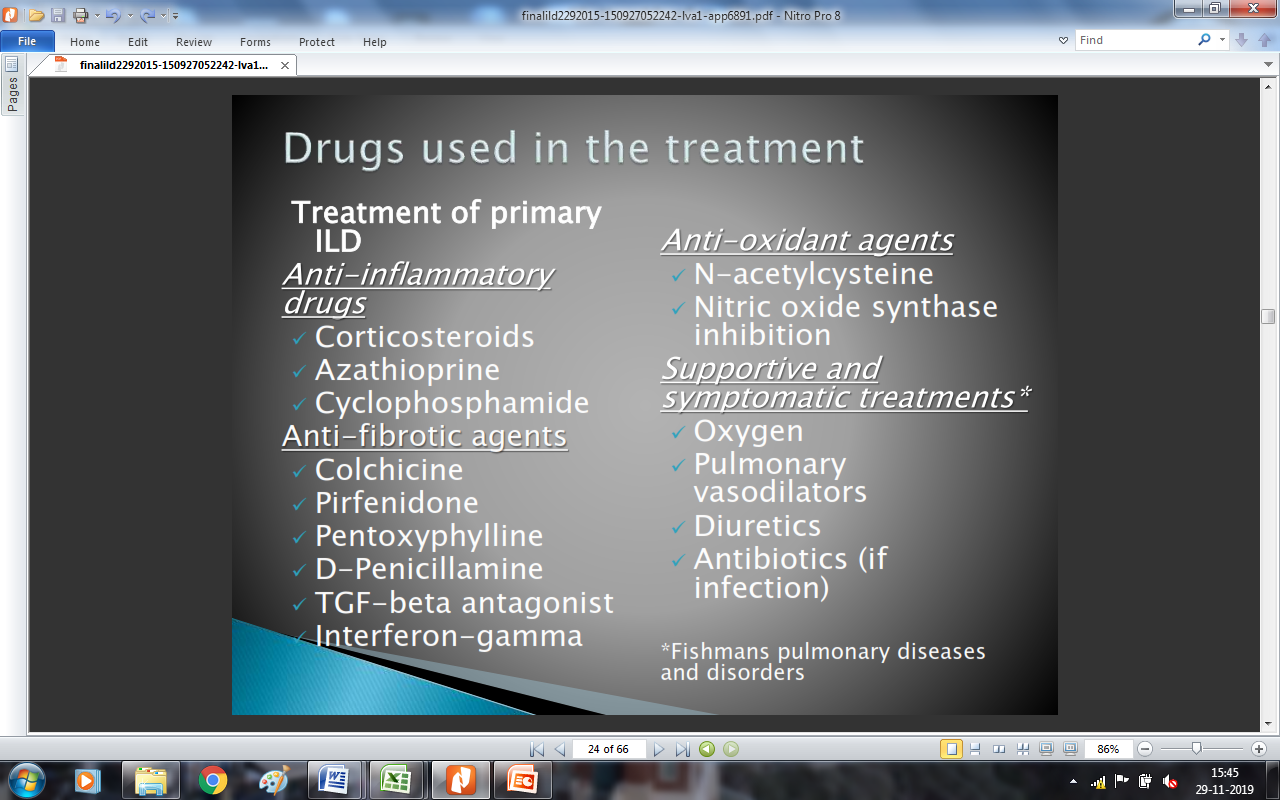 finalild2292015-150927052242-lva1-app6891.pdf - Nitro Pro 8
File
Home
Edit
Review
Forms
Protect
Help
Find
finalild2292015-150927052242-lva1...
Pages
Drugs used in the treatment
Treatment of primary
ILD
Anti-inflammatory
drugs
Corticosteroids
Azathioprine
Cyclophosphamide
Anti-fibrotic agents
Colchicine
Pirfenidone
Pentoxyphylline
D-Penicillamine
TGF-beta antagonist
Interferon-gamma
Anti-oxidant agents
N-acetylcysteine
Nitric oxide synthase
inhibition
Supportive and
symptomatic treatments*
Oxygen
Pulmonary
vasodilators
Diuretics
Antibiotics (if
infection)
*Fishmans pulmonary diseases
and disorders
24 of 66
86%
15:45
29-11-2019